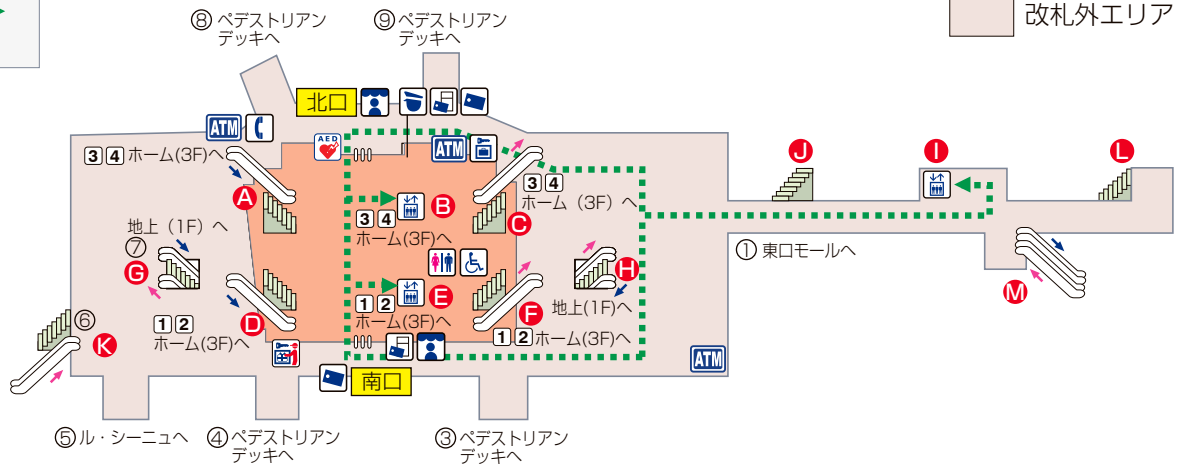 改札外エリア
⑧ ペデストリアン
デッキへ
⑨ ペデストリアン
デッキへ
北口
ATM
AED
ATM
3 4 ホーム(3F)へ
A
B
C
3 4
ホーム(3F)へ
3 4
ホーム（3F）へ
J
I
L
地上（1F）へ
⑦
G
H
地上(1F)へ
① 東口モールへ
M
E
1 2
ホーム(3F)へ
F
1 2 ホーム(3F)へ
D
1 2
ホーム(3F)へ
⑥
K
ATM
南口
⑤ ル・シーニュへ
④ ペデストリアン
デッキへ
③ ペデストリアン
デッキへ